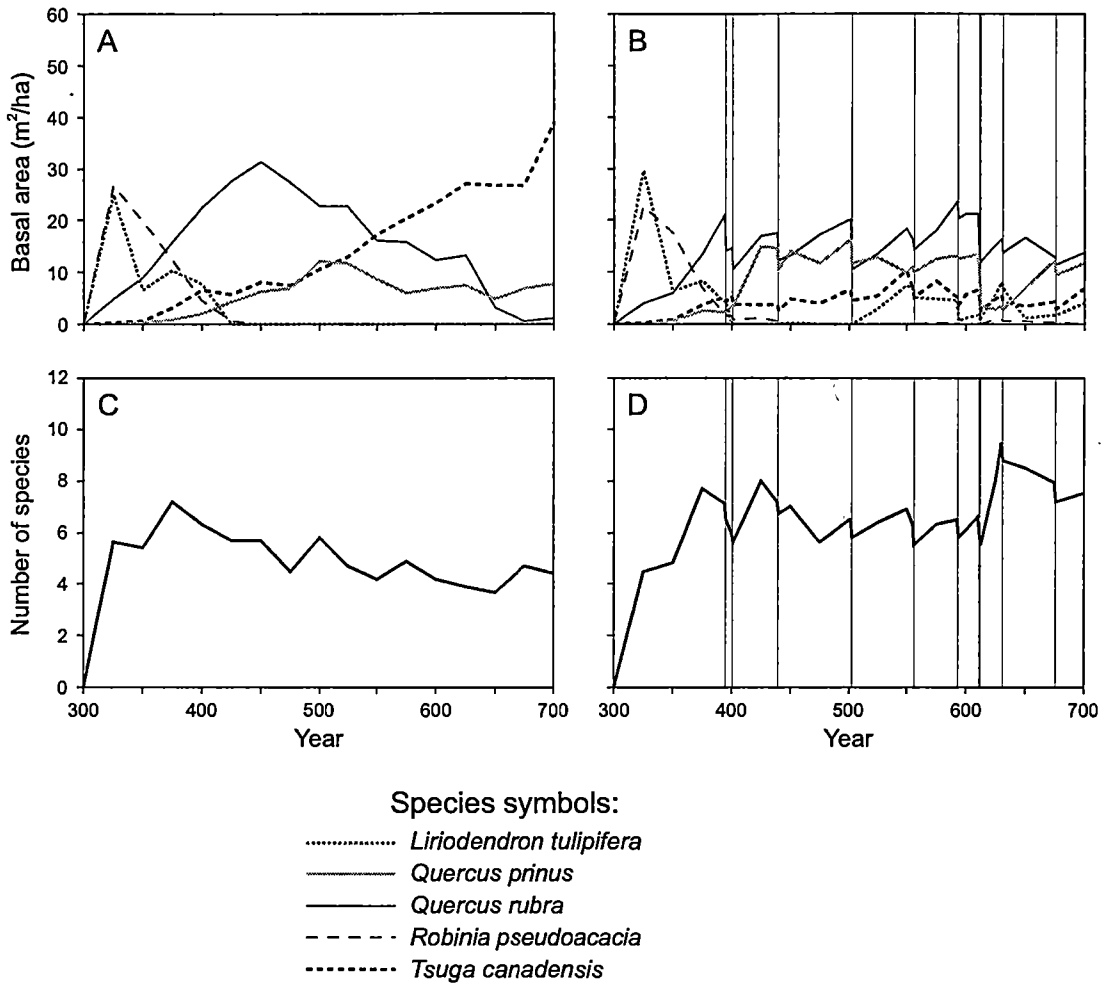 A
B
Basal area (m²/ha)
60
50
40
30
20
10
0
C
D
Number of species
12
10
8
6
4
2
0
300 400 500 600 700
300 400 500 600 700
Year
Year
Species symbols:
Liriodendron tulipifera
Quercus prinus
Quercus rubra
Robinia pseudoacacia
Tsuga canadensis